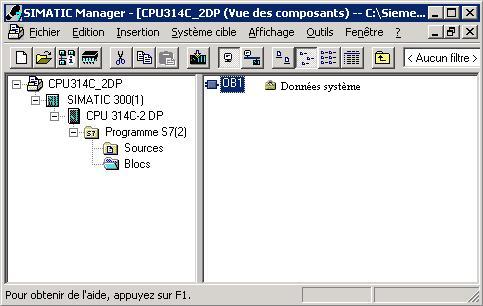 SIMATIC Manager - [CPU314C_2DP (Vue des composants) -- C:\Sieme...
Fichier Edition Insertion Système cible Affichage Outils Fenêtre ?
< Aucun filtre >
CPU314C_2DP
SIMATIC 300(1)
CPU 314C-2 DP
Programme S7(2)
Sources
Blocs
OB1
Données système
Pour obtenir de l'aide, appuyez sur F1.